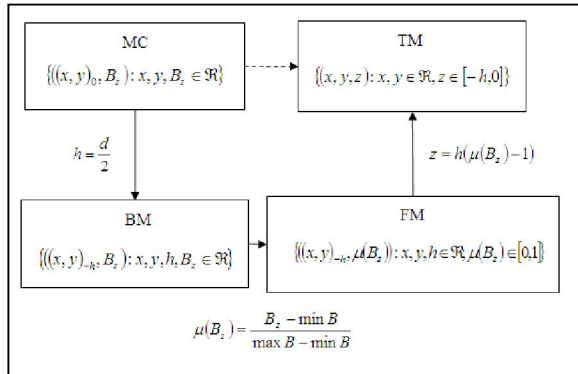 MC
{((x, y)₀, B_z) : x, y, B_z ∈ ℜ}
TM
{(x, y, z) : x, y ∈ ℜ, z ∈ [−h,0]}
h = d/2
z = h(μ(B_z) − 1)
BM
{((x, y)₋ₕ, B_z) : x, y, h, B_z ∈ ℜ}
FM
{((x, y)₋ₕ, μ(B_z)) : x, y, h ∈ ℜ, μ(B_z) ∈ [0,1]}
μ(B_z) = (B_z − min B)/(max B − min B)